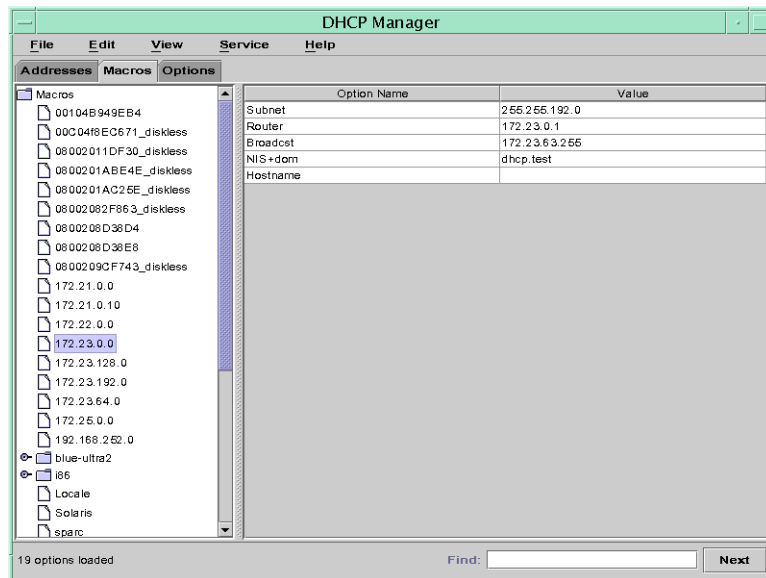 DHCP Manager
File Edit View Service Help
Addresses Macros Options
Macros
00104B949EB4
00C04f8EC671_diskless
08002011DF30_diskless
0800201ABE4E_diskless
0800201AC25E_diskless
08002082F863_diskless
0800208D38D4
0800208D38E8
0800209CF743_diskless
172.21.0.0
172.21.0.10
172.22.0.0
172.23.0.0
172.23.128.0
172.23.192.0
172.23.64.0
172.25.0.0
192.168.252.0
blue-ultra2
i86
Locale
Solaris
sparc
Option Name Value
Subnet 255.255.192.0
Router 172.23.0.1
Broadcst 172.23.63.255
NIS+dom dhcp.test
Hostname
19 options loaded Find: Next